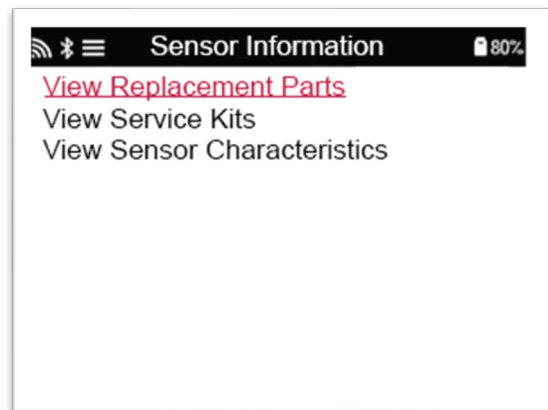 Sensor Information 80%
View Replacement Parts
View Service Kits
View Sensor Characteristics